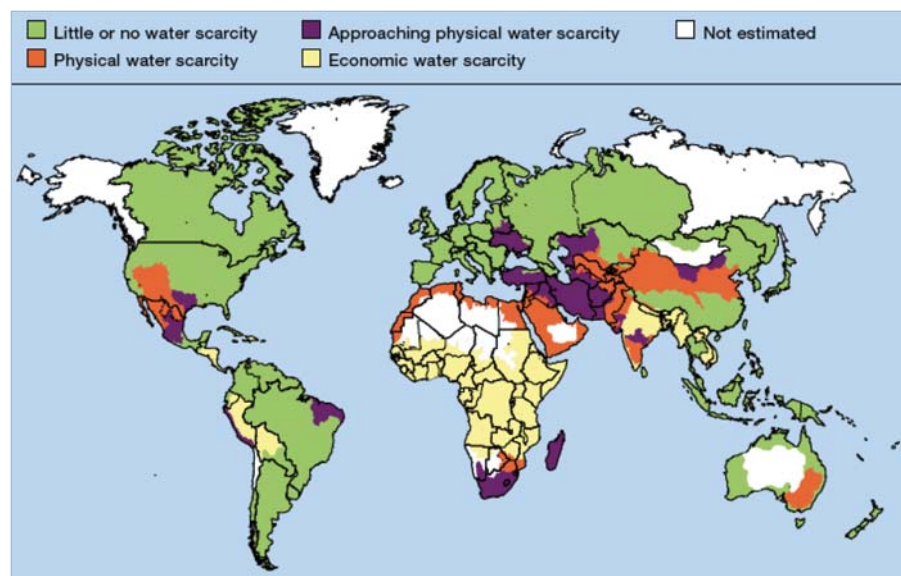 Little or no water scarcity Approaching physical water scarcity Not estimated
Physical water scarcity Economic water scarcity